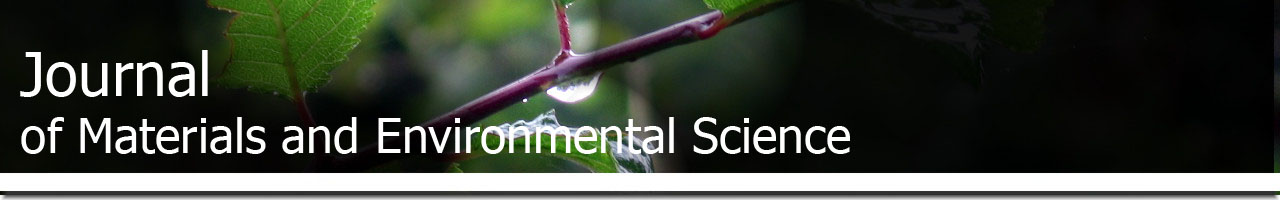 Journal
of Materials and Environmental Science